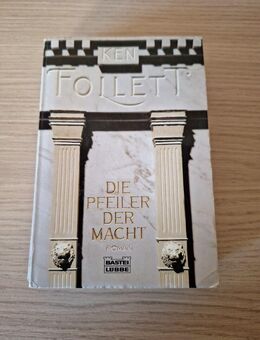 KEN
FOLLETT
DIE
PFEILER
DER
MACHT
ROMAN
BASTEI
LÜBBE